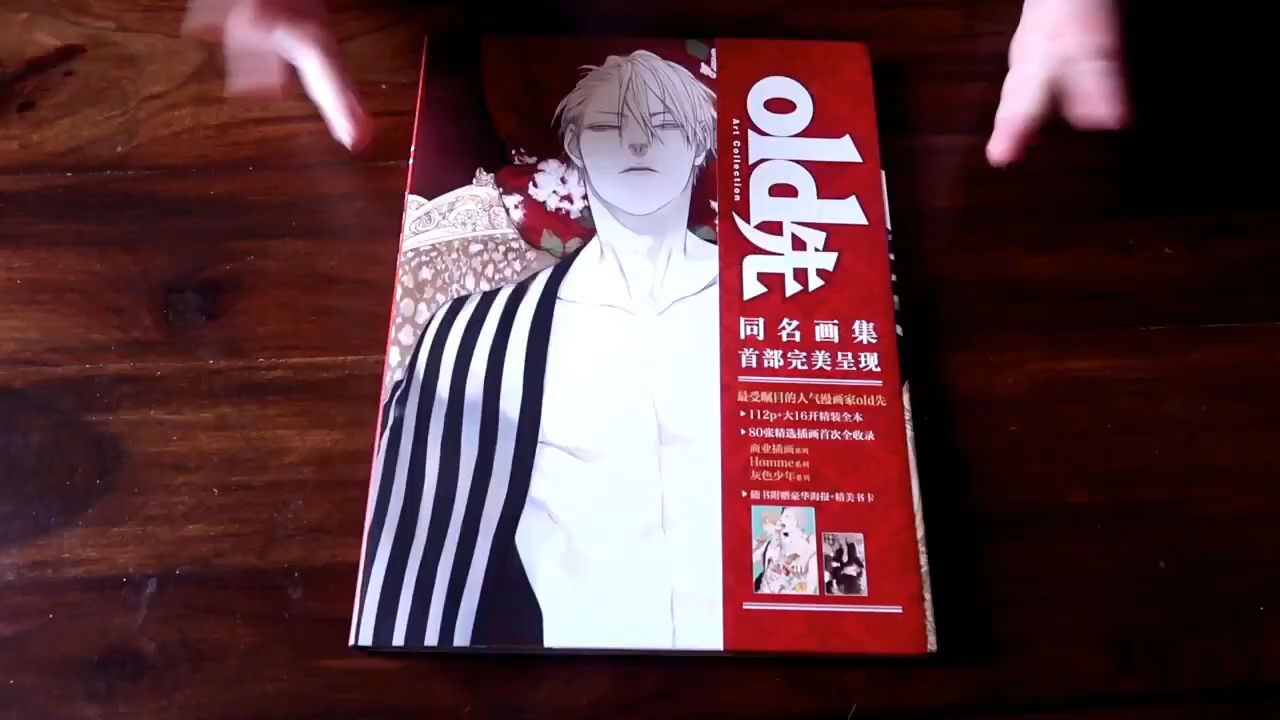 old先
Art Collection
同名画集
首部完美呈现
最受瞩目的人气漫画家old先
▶112p+大16开精装全本
▶80张精选插画首次全收录
商业插画系列
Homme系列
灰色少年系列
▶随书附赠豪华海报+精美书卡